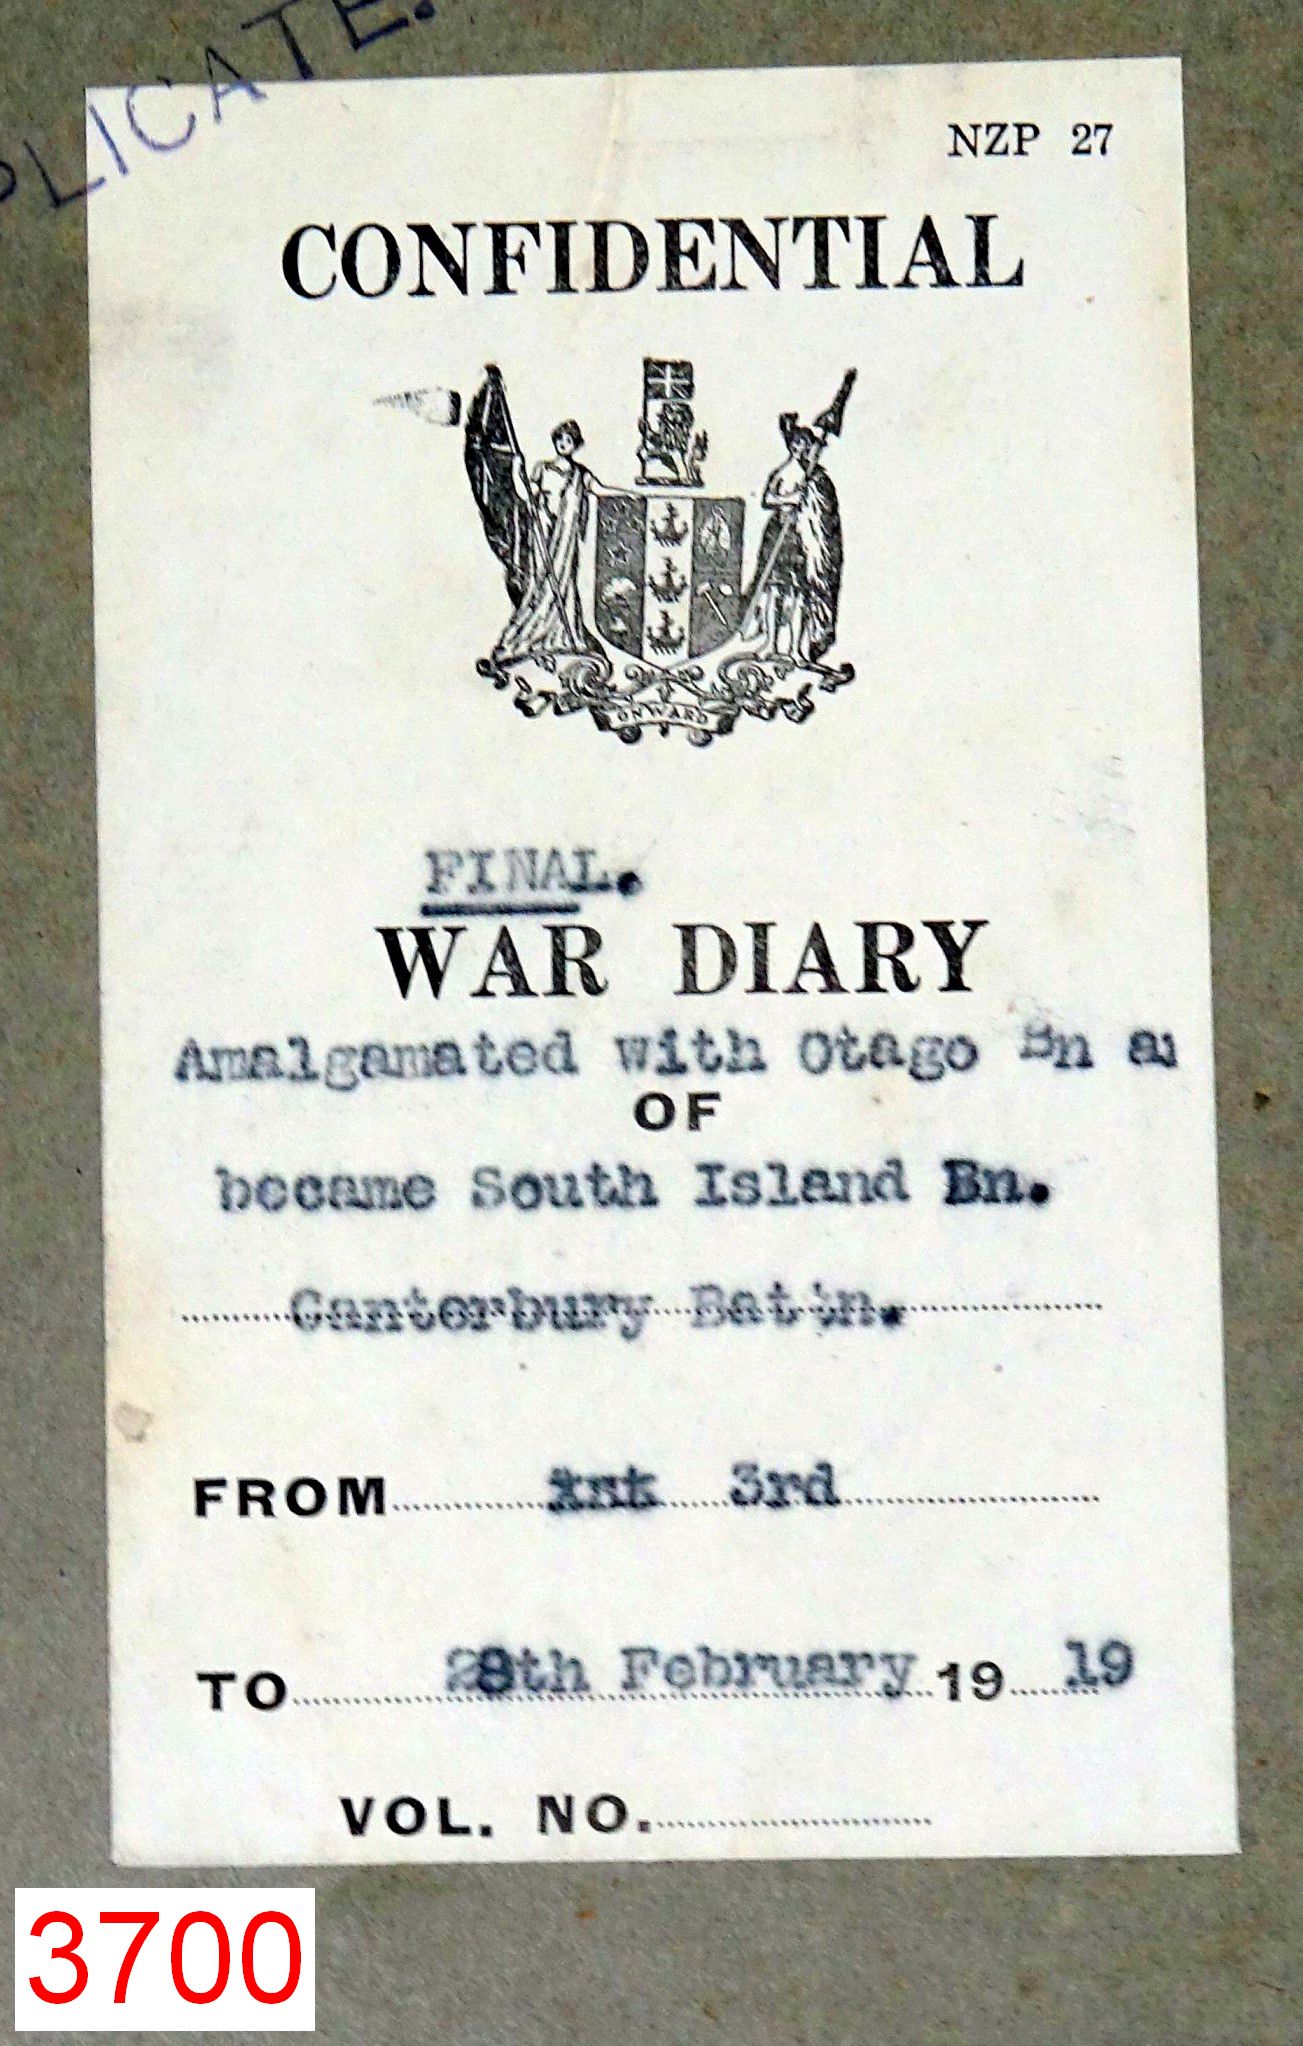 PLICATE.
NZP 27
CONFIDENTIAL
ONWARD
FINAL.
WAR DIARY
Amalgamated with Otago Bn a
OF
became South Island Bn.
Canterbury Batn.
FROM 3rd
TO 28th February 19 19
VOL. NO.
3700